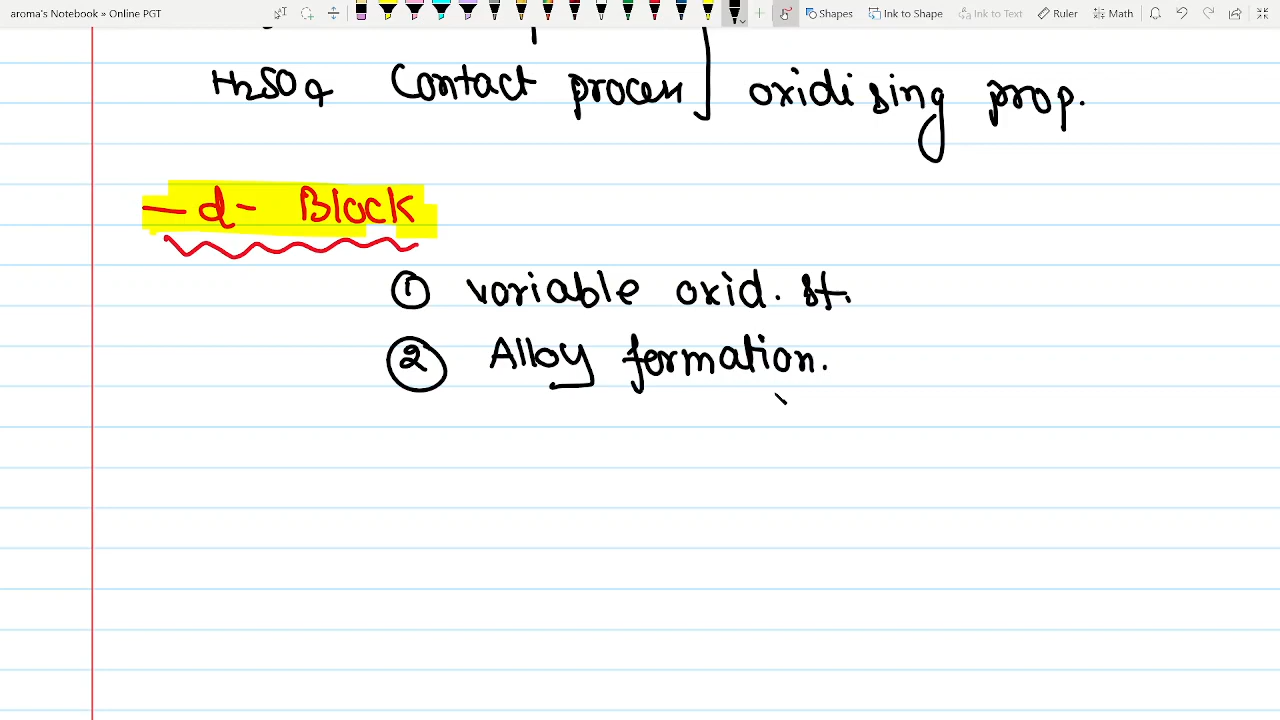 aroma's Notebook » Online PGT Shapes Ink to Shape Ink to Text Ruler Math
H₂SO₄ Contact process] oxidising prop.
— d - Block
① variable oxid. st.
② Alloy formation.